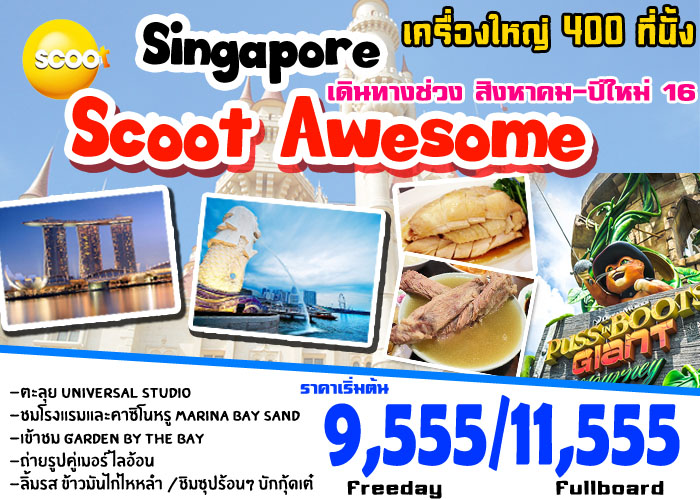 scoot
Singapore
เครื่องใหญ่ 400 ที่นั้ง
เดินทางช่วง สิงหาคม-ปีใหม่ 16
Scoot Awesome
PUSS IN BOOTS
GIANT
Journey
-ตะลุย UNIVERSAL STUDIO
-ชมโรงแรมและคาซิโนหรู MARINA BAY SAND
-เข้าชม GARDEN BY THE BAY
-ถ่ายรูปคู่เมอร์ไลอ้อน
-ลิ้มรส ข้าวมันไก่ไหหลำ /ชิมซุปร้อนๆ บักกุ๊ดเต๋
ราคาเริ่มต้น
9,555/11,555
Freeday Fullboard